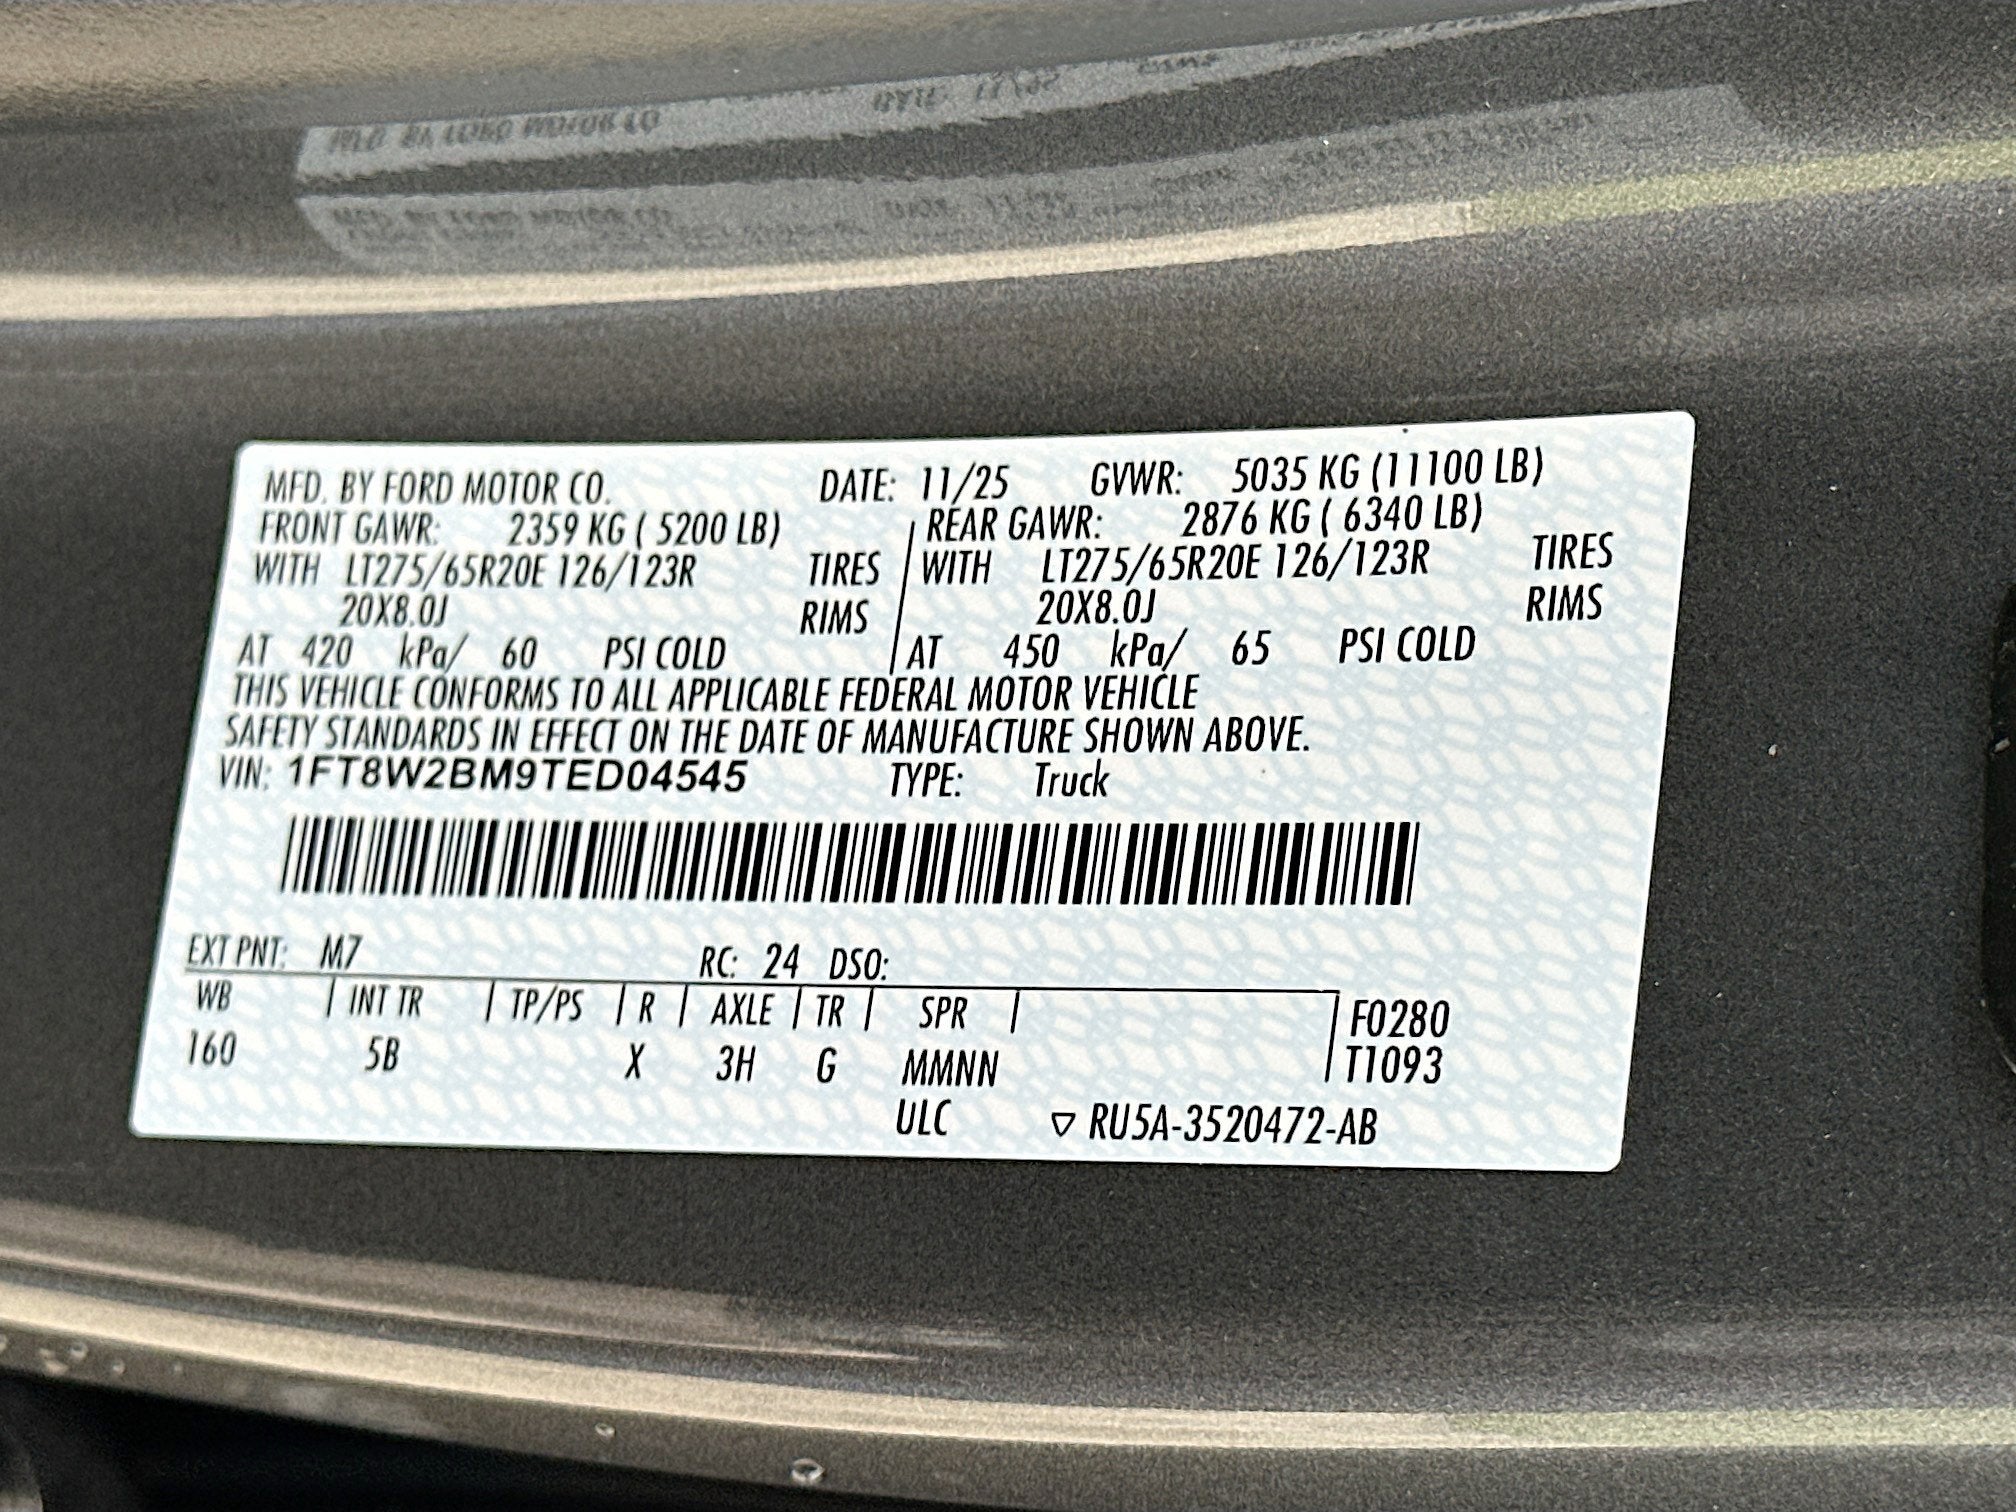 MFD. BY FORD MOTOR CO. DATE: 11/25 GVWR: 5035 KG (11100 LB)
FRONT GAWR: 2359 KG ( 5200 LB) REAR GAWR: 2876 KG ( 6340 LB)
WITH LT275/65R20E 126/123R TIRES WITH LT275/65R20E 126/123R TIRES
20X8.0J RIMS 20X8.0J RIMS
AT 420 kPa/ 60 PSI COLD AT 450 kPa/ 65 PSI COLD
THIS VEHICLE CONFORMS TO ALL APPLICABLE FEDERAL MOTOR VEHICLE
SAFETY STANDARDS IN EFFECT ON THE DATE OF MANUFACTURE SHOWN ABOVE.
VIN: 1FT8W2BM9TED04545 TYPE: Truck
EXT PNT: M7 RC: 24 DSO:
WB | INT TR | TP/PS | R | AXLE | TR | SPR | F0280
160 5B X 3H G MMNN T1093
ULC ▽ RU5A-3520472-AB